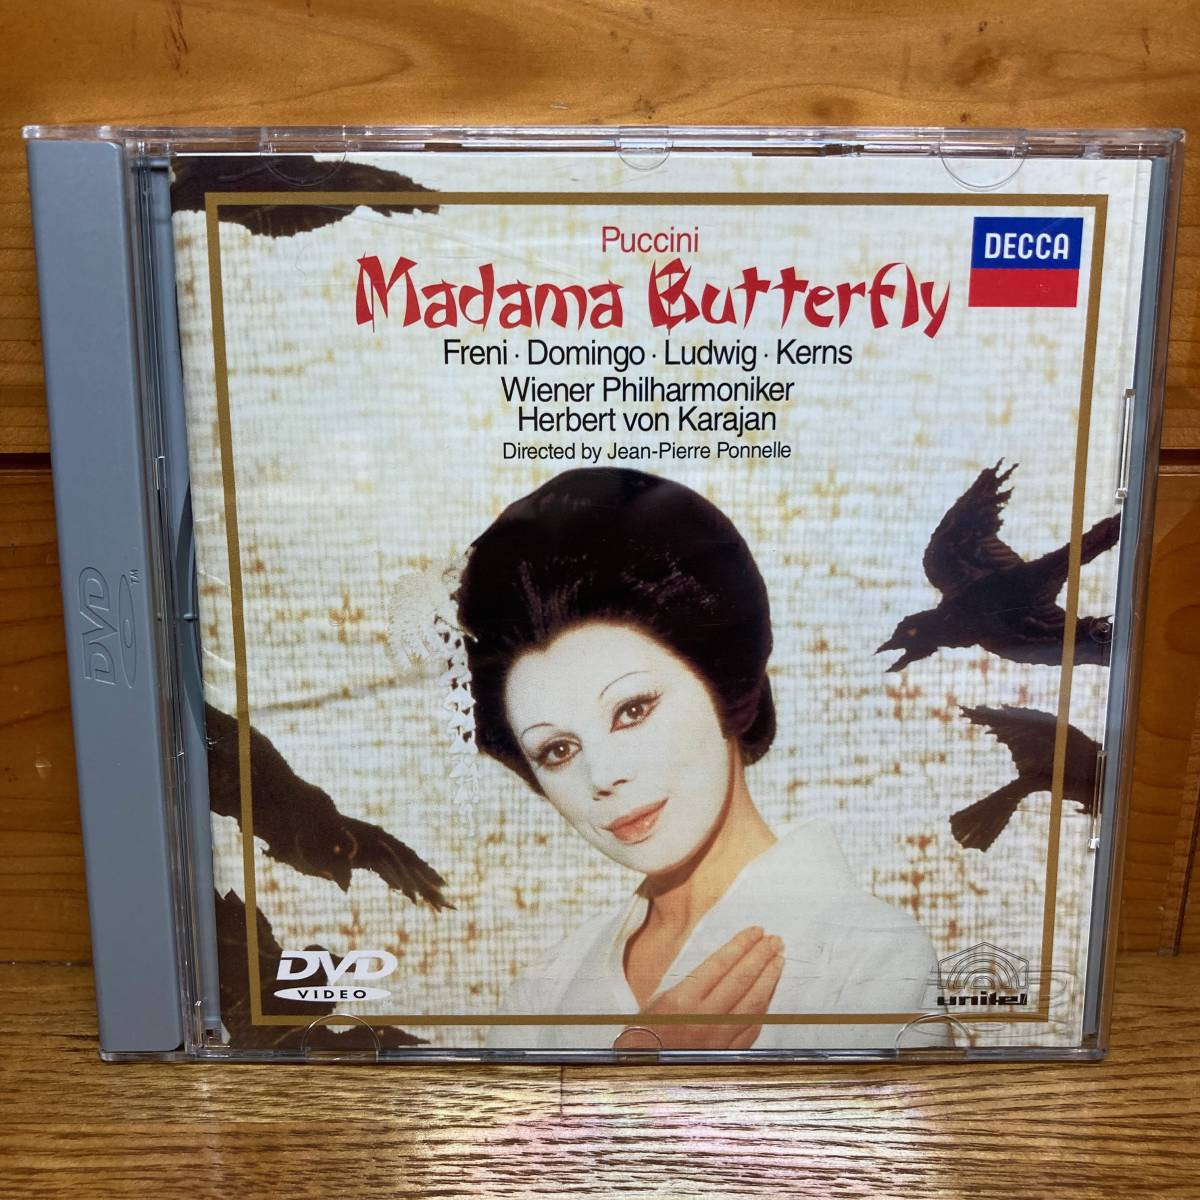 Puccini
Madama Butterfly
DECCA
Freni · Domingo · Ludwig · Kerns
Wiener Philharmoniker
Herbert von Karajan
Directed by Jean-Pierre Ponnelle
DVD™
DVD
VIDEO
unitel